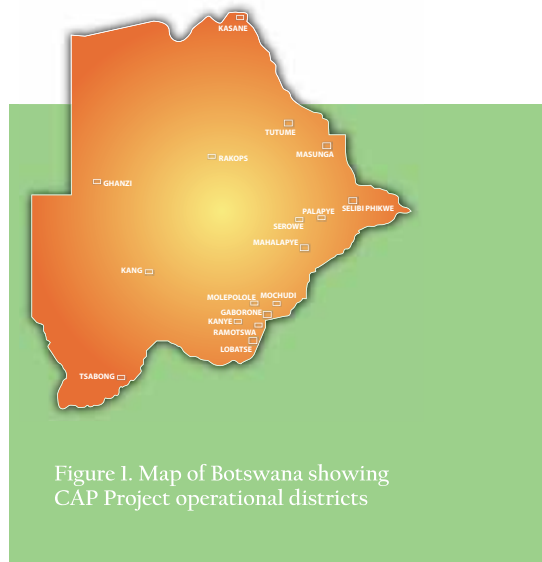 KASANE
TUTUME
MASUNGA
RAKOPS
GHANZI
SELIBI PHIKWE
PALAPYE
SEROWE
MAHALAPYE
KANG
MOLEPOLOLE
MOCHUDI
GABORONE
KANYE
RAMOTSWA
LOBATSE
TSABONG
Figure 1. Map of Botswana showing
CAP Project operational districts